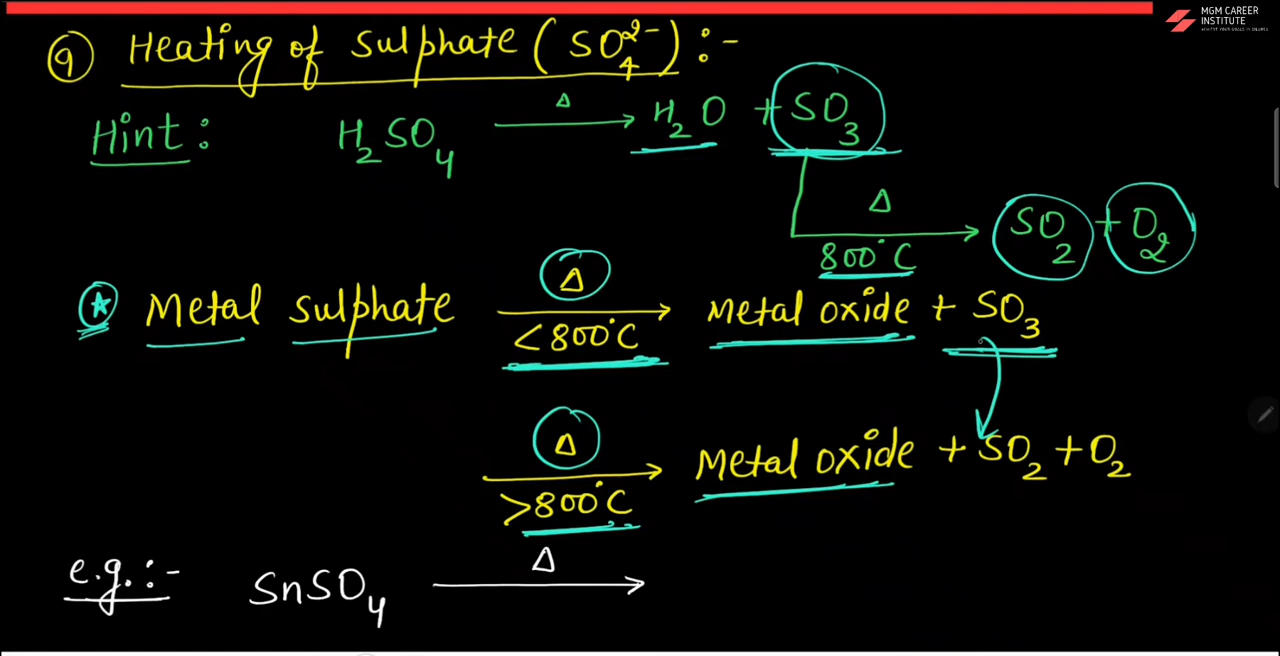 MGM CAREER
INSTITUTE
⑨ Heating of Sulphate (SO₄²⁻) :-
Hint: H₂SO₄ Δ→ H₂O + SO₃
Δ
800°C → SO₂ + O₂
★ Metal sulphate Δ→ Metal oxide + SO₃
<800°C
Δ→ Metal oxide + SO₂ + O₂
>800°C
e.g.:- SnSO₄ Δ→